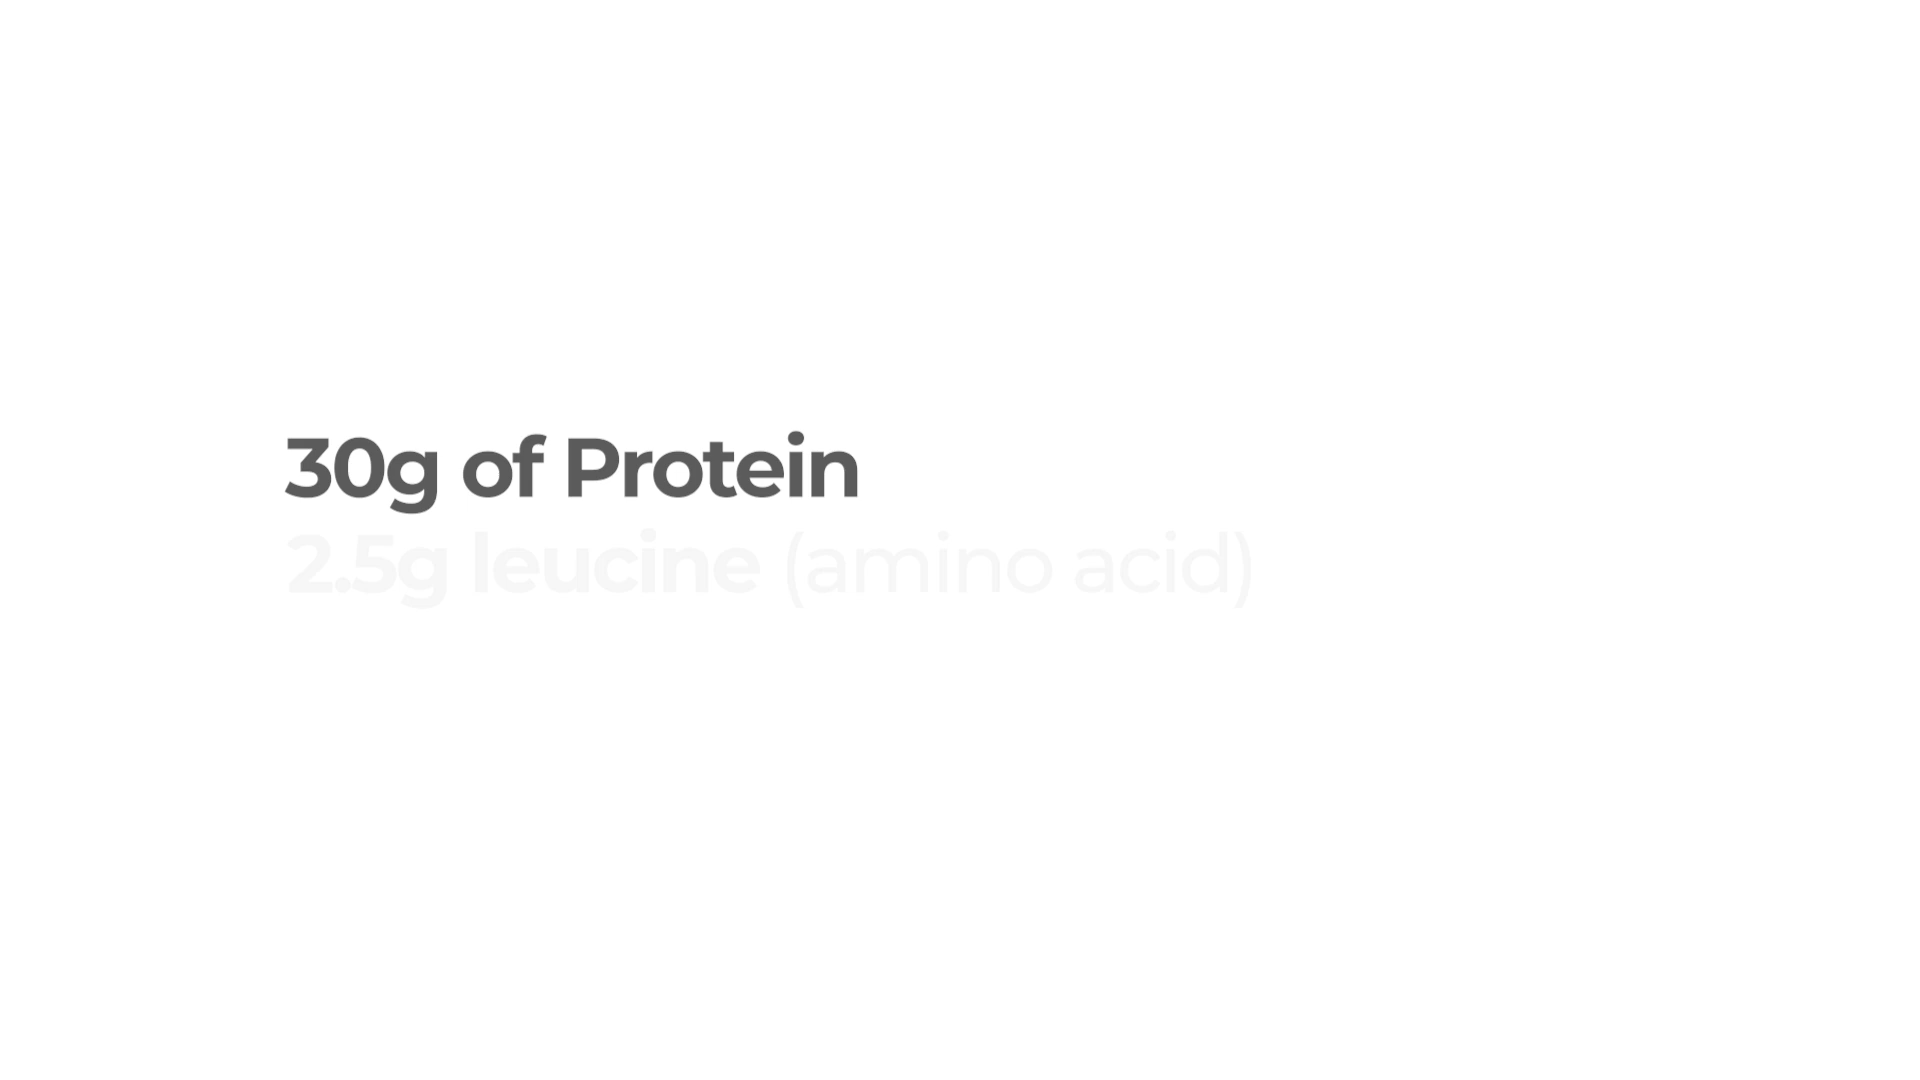 30g of Protein
2.5g leucine (amino acid)